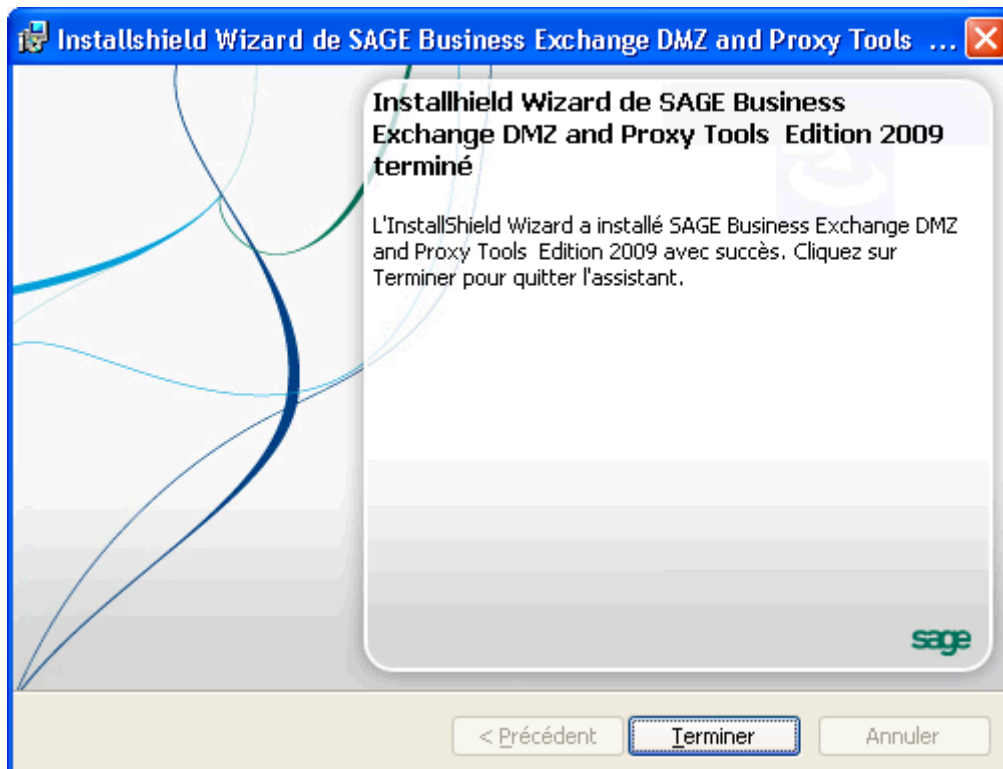 Installshield Wizard de SAGE Business Exchange DMZ and Proxy Tools ...
Installhield Wizard de SAGE Business
Exchange DMZ and Proxy Tools  Edition 2009
terminé
L'InstallShield Wizard a installé SAGE Business Exchange DMZ
and Proxy Tools  Edition 2009 avec succès. Cliquez sur
Terminer pour quitter l'assistant.
sage
< Précédent
Terminer
Annuler